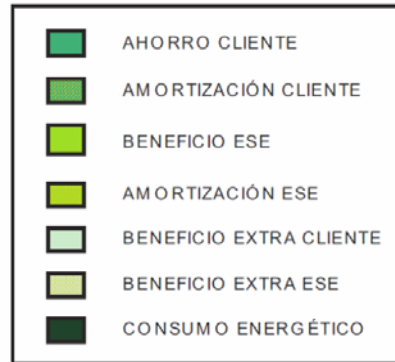 AHORRO CLIENTE
AMORTIZACIÓN CLIENTE
BENEFICIO ESE
AMORTIZACIÓN ESE
BENEFICIO EXTRA CLIENTE
BENEFICIO EXTRA ESE
CONSUMO ENERGÉTICO